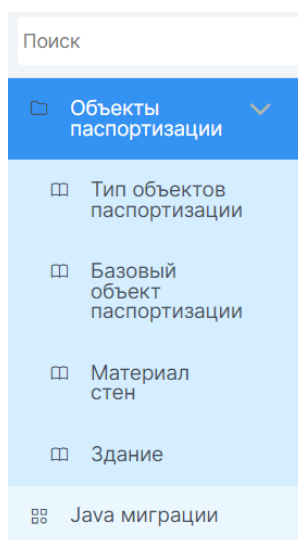 Поиск
Объекты
паспортизации
Тип объектов
паспортизации
Базовый
объект
паспортизации
Материал
стен
Здание
Java миграции